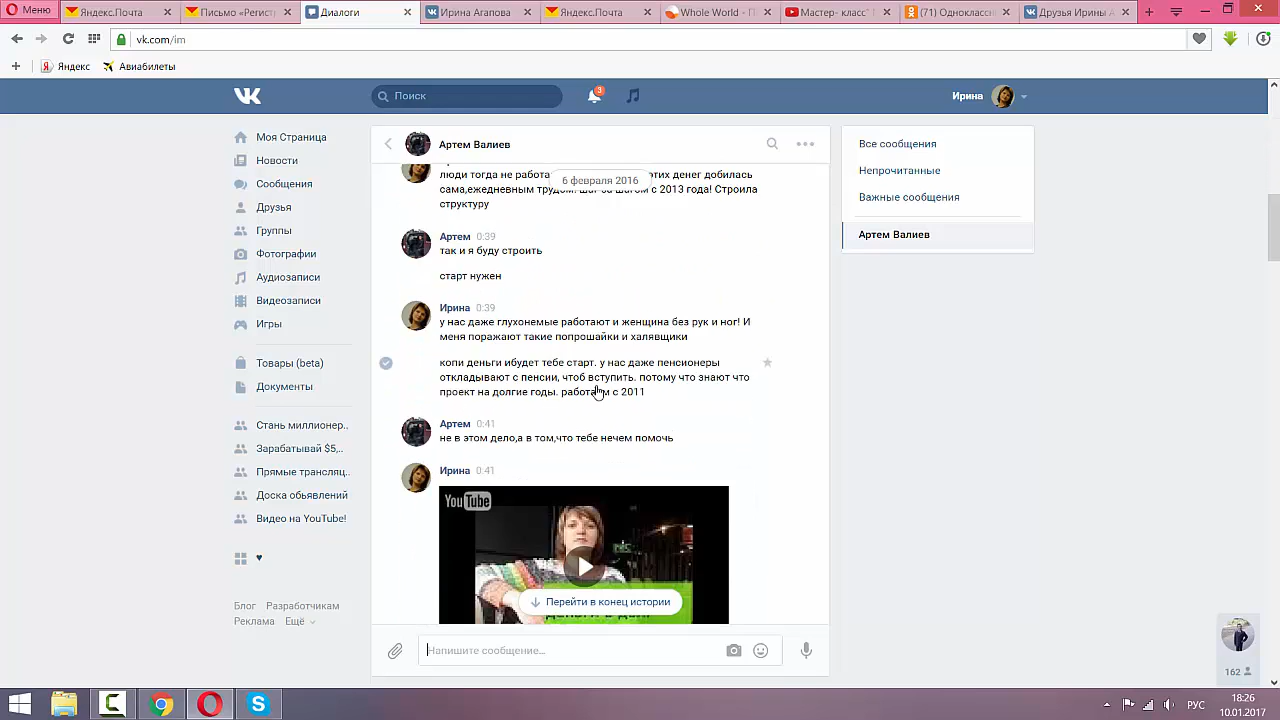 Меню
Яндекс.Почта
Письмо «Регистр
Диалоги
Ирина Агапова
Яндекс.Почта
Whole World - П
Мастер- класс"
(71) Одноклассн
Друзья Ирины А
vk.com/im
Яндекс
Авиабилеты
Поиск
3
Ирина
Моя Страница
Новости
Сообщения
Друзья
Группы
Фотографии
Аудиозаписи
Видеозаписи
Игры
Товары (beta)
Документы
Стань миллионер..
Зарабатывай $5,..
Прямые трансляц..
Доска обьявлений
Видео на YouTube!
♥
Блог Разработчикам
Реклама Ещё
Артем Валиев
6 февраля 2016
люди тогда не работа этих денег добилась
сама,ежедневным трудом! шаг за шагом с 2013 года! Строила
структуру
Артем 0:39
так и я буду строить
старт нужен
Ирина 0:39
у нас даже глухонемые работают и женщина без рук и ног! И
меня поражают такие попрошайки и халявщики
копи деньги ибудет тебе старт. у нас даже пенсионеры
откладывают с пенсии, чтоб вступить. потому что знают что
проект на долгие годы. работаем с 2011
Артем 0:41
не в этом дело,а в том,что тебе нечем помочь
Ирина 0:41
YouTube
Перейти в конец истории
Напишите сообщение...
Все сообщения
Непрочитанные
Важные сообщения
Артем Валиев
162
РУС
18:26
10.01.2017